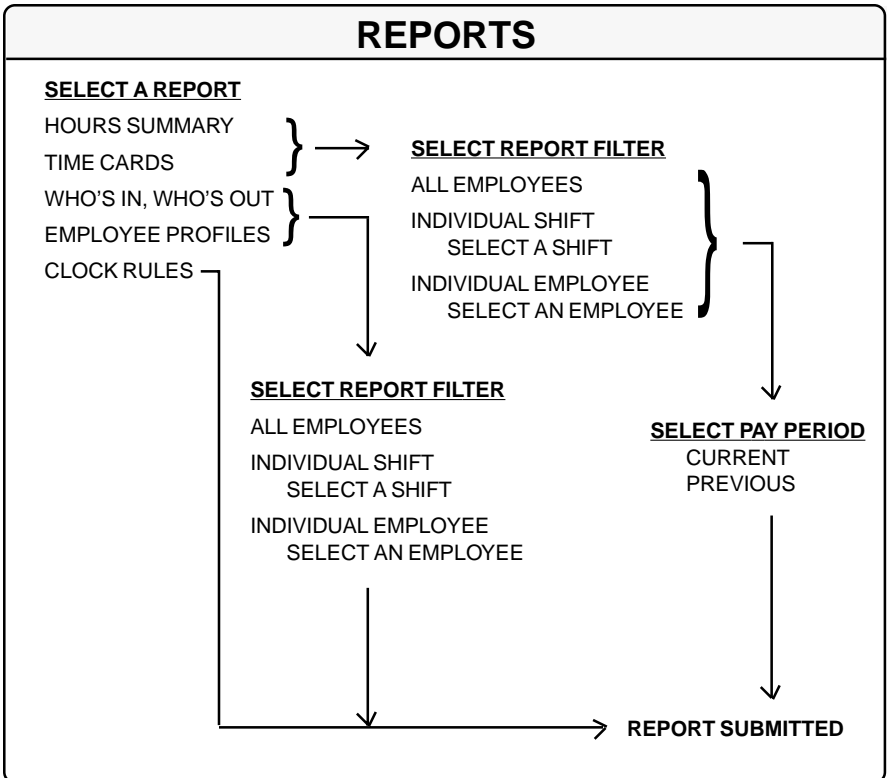 REPORTS
SELECT A REPORT
HOURS SUMMARY
TIME CARDS
WHO'S IN, WHO'S OUT
EMPLOYEE PROFILES
CLOCK RULES
SELECT REPORT FILTER
ALL EMPLOYEES
INDIVIDUAL SHIFT
SELECT A SHIFT
INDIVIDUAL EMPLOYEE
SELECT AN EMPLOYEE
SELECT REPORT FILTER
ALL EMPLOYEES
INDIVIDUAL SHIFT
SELECT A SHIFT
INDIVIDUAL EMPLOYEE
SELECT AN EMPLOYEE
SELECT PAY PERIOD
CURRENT
PREVIOUS
REPORT SUBMITTED